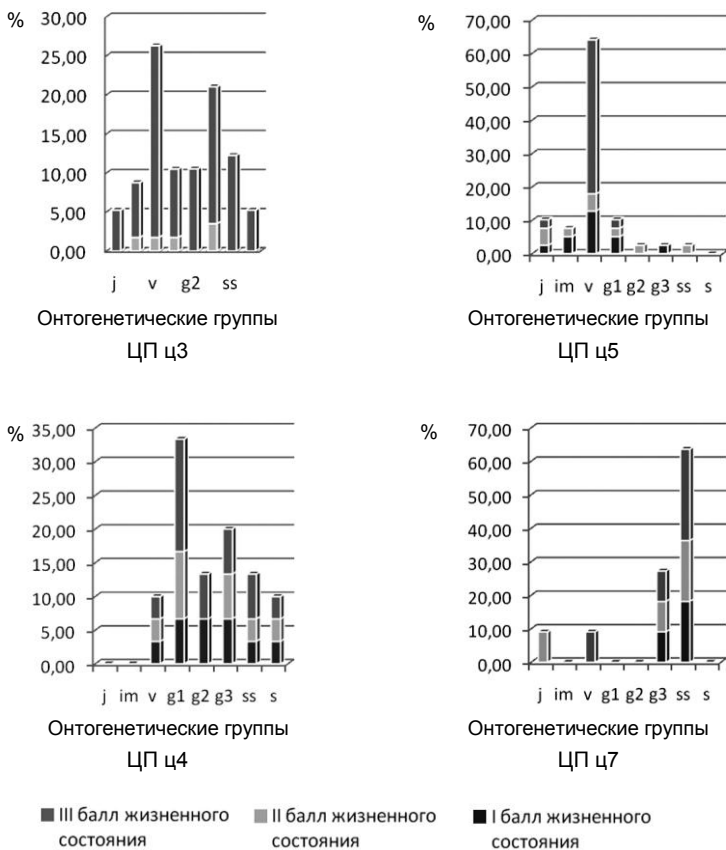 %
30,00
25,00
20,00
15,00
10,00
5,00
0,00
j v g2 ss
Онтогенетические группы
ЦП ц3
%
70,00
60,00
50,00
40,00
30,00
20,00
10,00
0,00
j im v g1 g2 g3 ss s
Онтогенетические группы
ЦП ц5
%
35,00
30,00
25,00
20,00
15,00
10,00
5,00
0,00
j im v g1 g2 g3 ss s
Онтогенетические группы
ЦП ц4
%
70,00
60,00
50,00
40,00
30,00
20,00
10,00
0,00
j im v g1 g2 g3 ss s
Онтогенетические группы
ЦП ц7
III балл жизненного
состояния
II балл жизненного
состояния
I балл жизненного
состояния